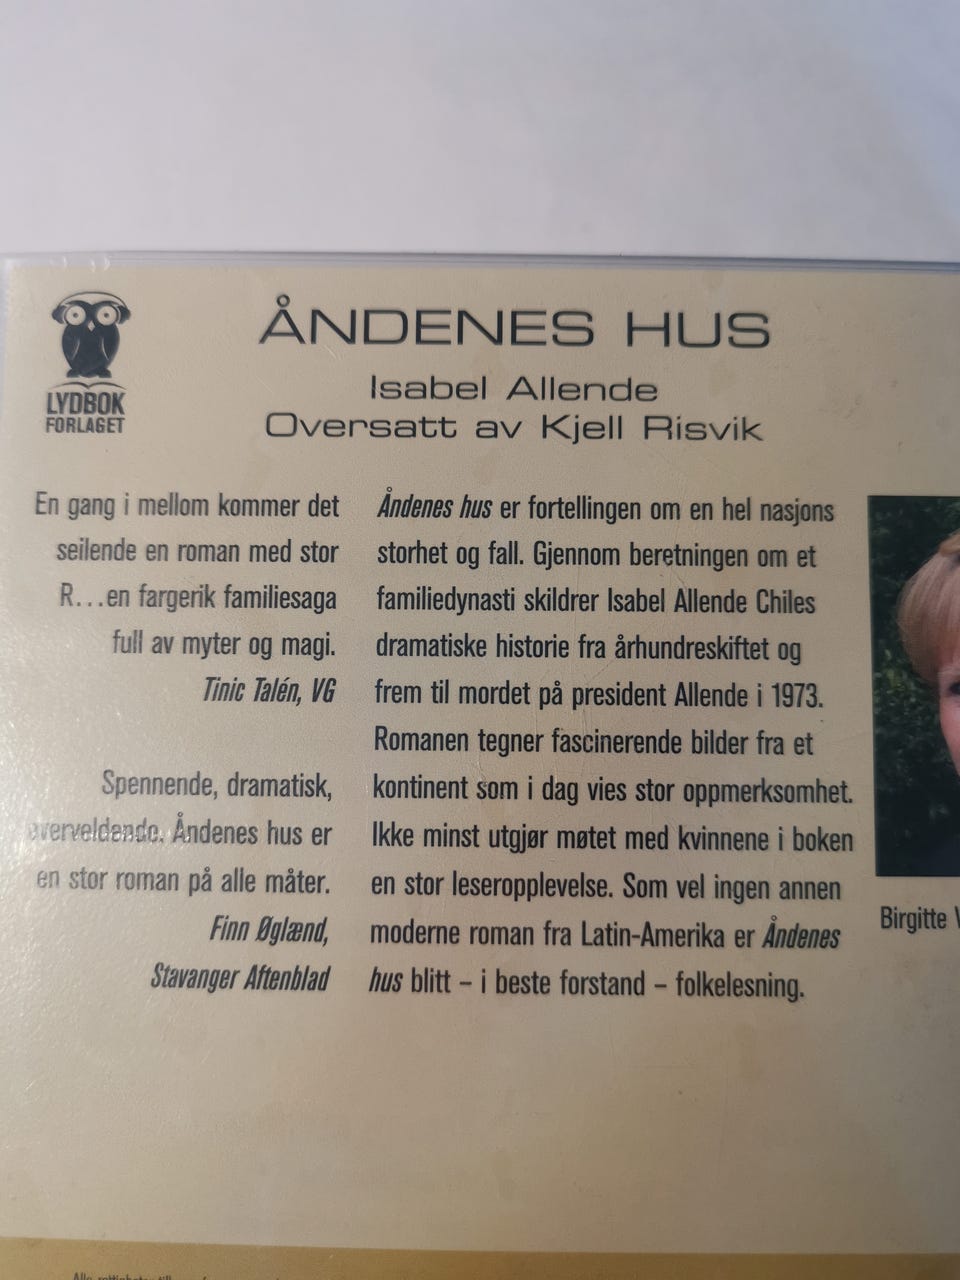 LYDBOK
FORLAGET
ÅNDENES HUS
Isabel Allende
Oversatt av Kjell Risvik
En gang i mellom kommer det
seilende en roman med stor
R...en fargerik familiesaga
full av myter og magi.
Tinic Talén, VG
Spennende, dramatisk,
overveldende. Åndenes hus er
en stor roman på alle måter.
Finn Øglænd,
Stavanger Aftenblad
Åndenes hus er fortellingen om en hel nasjons
storhet og fall. Gjennom beretningen om et
familiedynasti skildrer Isabel Allende Chiles
dramatiske historie fra århundreskiftet og
frem til mordet på president Allende i 1973.
Romanen tegner fascinerende bilder fra et
kontinent som i dag vies stor oppmerksomhet.
Ikke minst utgjør møtet med kvinnene i boken
en stor leseropplevelse. Som vel ingen annen
moderne roman fra Latin-Amerika er Åndenes
hus blitt – i beste forstand – folkelesning.
Birgitte